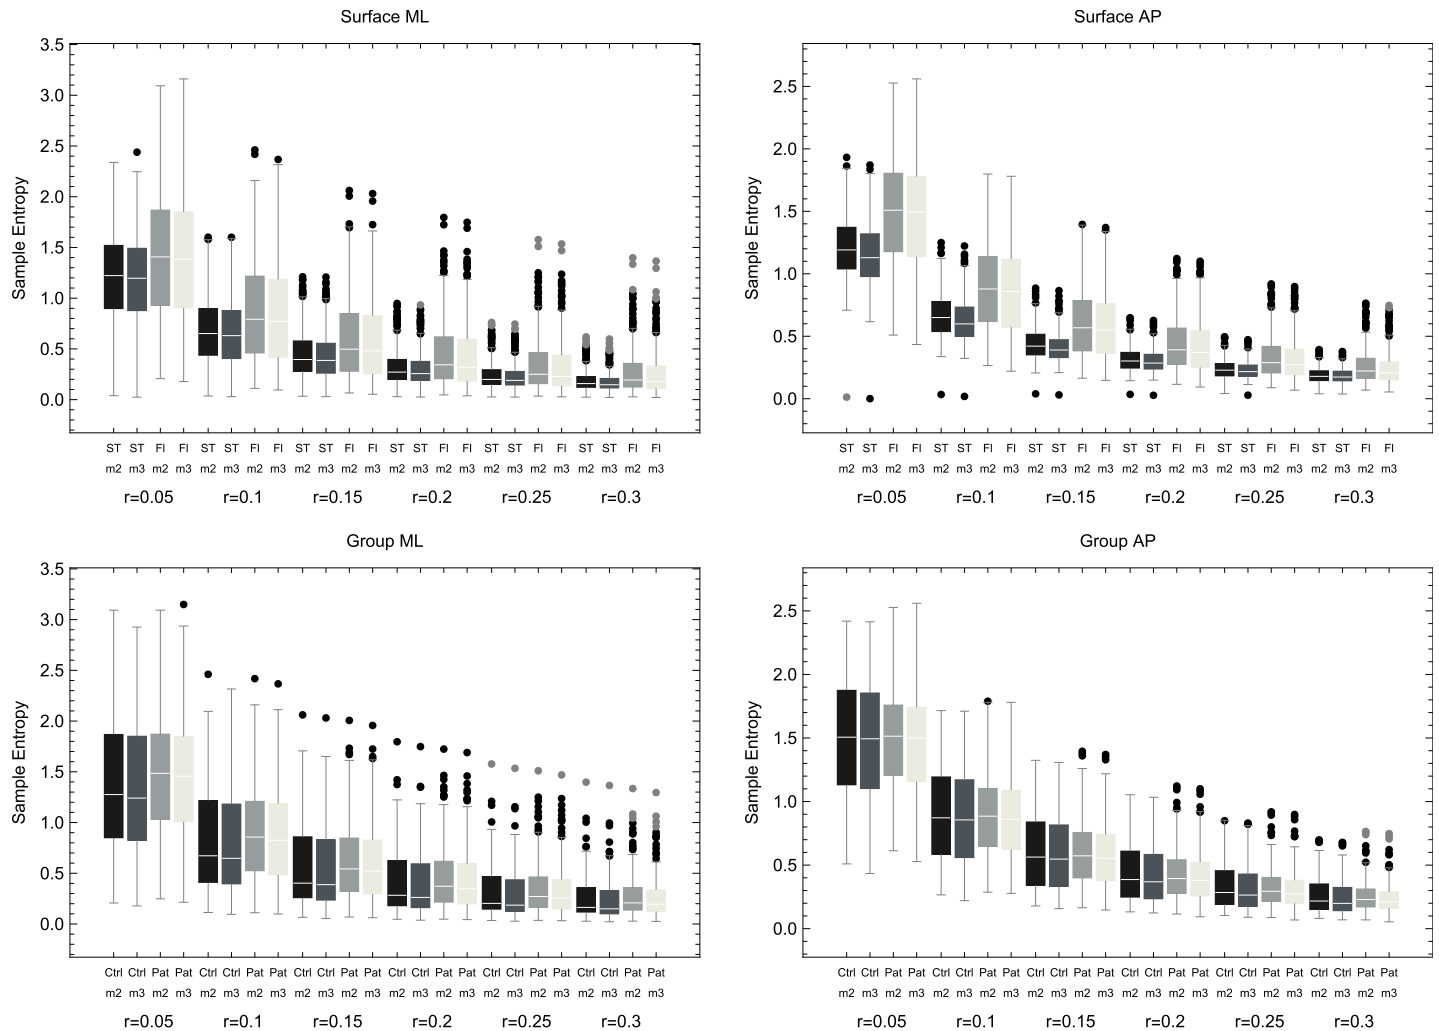 Surface ML
Sample Entropy
3.5
3.0
2.5
2.0
1.5
1.0
0.5
0.0
ST ST FI FI ST ST FI FI ST ST FI FI ST ST FI FI ST ST FI FI ST ST FI FI
m2 m3 m2 m3 m2 m3 m2 m3 m2 m3 m2 m3 m2 m3 m2 m3 m2 m3 m2 m3 m2 m3 m2 m3
r=0.05 r=0.1 r=0.15 r=0.2 r=0.25 r=0.3
Surface AP
Sample Entropy
2.5
2.0
1.5
1.0
0.5
0.0
ST ST FI FI ST ST FI FI ST ST FI FI ST ST FI FI ST ST FI FI ST ST FI FI
m2 m3 m2 m3 m2 m3 m2 m3 m2 m3 m2 m3 m2 m3 m2 m3 m2 m3 m2 m3 m2 m3 m2 m3
r=0.05 r=0.1 r=0.15 r=0.2 r=0.25 r=0.3
Group ML
Sample Entropy
3.5
3.0
2.5
2.0
1.5
1.0
0.5
0.0
Ctrl Ctrl Pat Pat Ctrl Ctrl Pat Pat Ctrl Ctrl Pat Pat Ctrl Ctrl Pat Pat Ctrl Ctrl Pat Pat Ctrl Ctrl Pat Pat
m2 m3 m2 m3 m2 m3 m2 m3 m2 m3 m2 m3 m2 m3 m2 m3 m2 m3 m2 m3 m2 m3 m2 m3
r=0.05 r=0.1 r=0.15 r=0.2 r=0.25 r=0.3
Group AP
Sample Entropy
2.5
2.0
1.5
1.0
0.5
0.0
Ctrl Ctrl Pat Pat Ctrl Ctrl Pat Pat Ctrl Ctrl Pat Pat Ctrl Ctrl Pat Pat Ctrl Ctrl Pat Pat Ctrl Ctrl Pat Pat
m2 m3 m2 m3 m2 m3 m2 m3 m2 m3 m2 m3 m2 m3 m2 m3 m2 m3 m2 m3 m2 m3 m2 m3
r=0.05 r=0.1 r=0.15 r=0.2 r=0.25 r=0.3